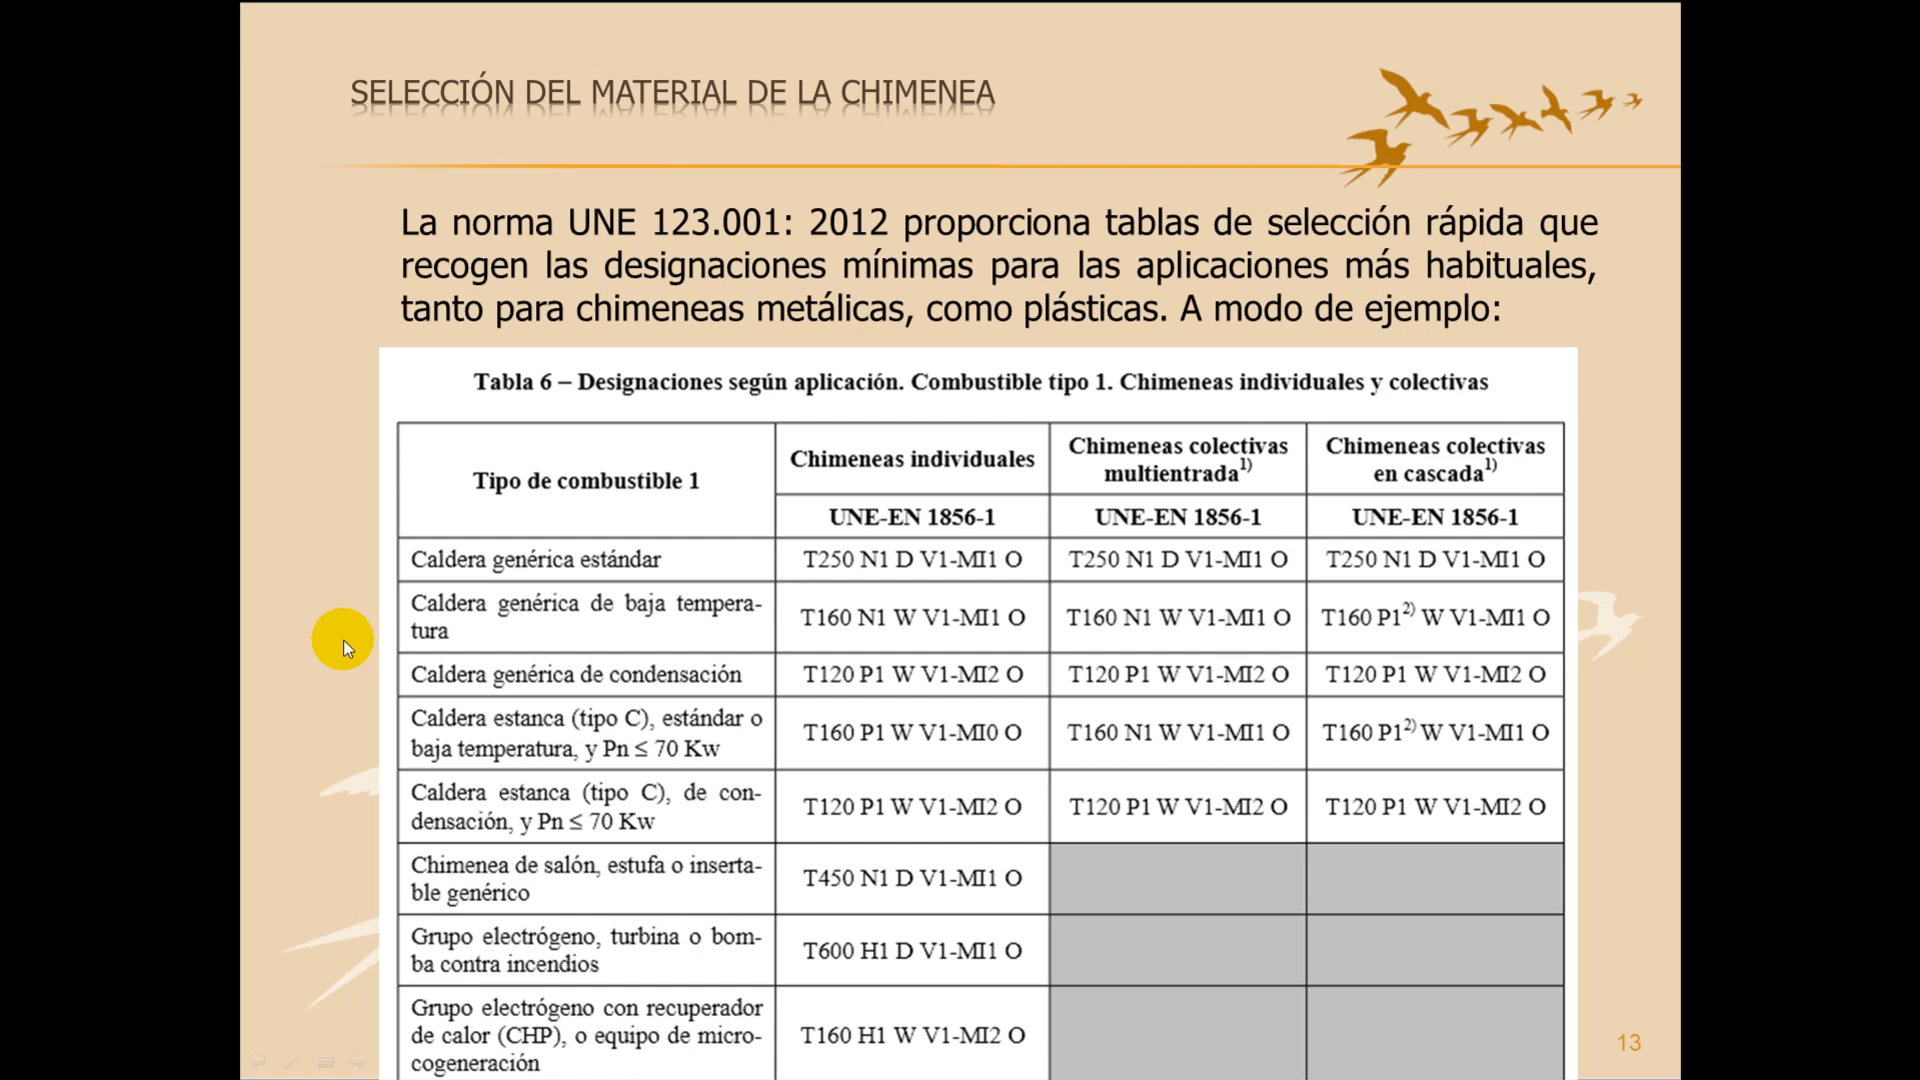 SELECCIÓN DEL MATERIAL DE LA CHIMENEA
La norma UNE 123.001: 2012 proporciona tablas de selección rápida que
recogen las designaciones mínimas para las aplicaciones más habituales,
tanto para chimeneas metálicas, como plásticas. A modo de ejemplo:
Tabla 6 – Designaciones según aplicación. Combustible tipo 1. Chimeneas individuales y colectivas
Tipo de combustible 1
Chimeneas individuales
Chimeneas colectivas
multientrada1)
Chimeneas colectivas
en cascada1)
UNE-EN 1856-1 UNE-EN 1856-1 UNE-EN 1856-1
Caldera genérica estándar T250 N1 D V1-MI1 O T250 N1 D V1-MI1 O T250 N1 D V1-MI1 O
Caldera genérica de baja tempera-
tura
T160 N1 W V1-MI1 O T160 N1 W V1-MI1 O T160 P12) W V1-MI1 O
Caldera genérica de condensación T120 P1 W V1-MI2 O T120 P1 W V1-MI2 O T120 P1 W V1-MI2 O
Caldera estanca (tipo C), estándar o
baja temperatura, y Pn ≤ 70 Kw
T160 P1 W V1-MI0 O T160 N1 W V1-MI1 O T160 P12) W V1-MI1 O
Caldera estanca (tipo C), de con-
densación, y Pn ≤ 70 Kw
T120 P1 W V1-MI2 O T120 P1 W V1-MI2 O T120 P1 W V1-MI2 O
Chimenea de salón, estufa o inserta-
ble genérico
T450 N1 D V1-MI1 O
Grupo electrógeno, turbina o bom-
ba contra incendios
T600 H1 D V1-MI1 O
Grupo electrógeno con recuperador
de calor (CHP), o equipo de micro-
cogeneración
T160 H1 W V1-MI2 O
13